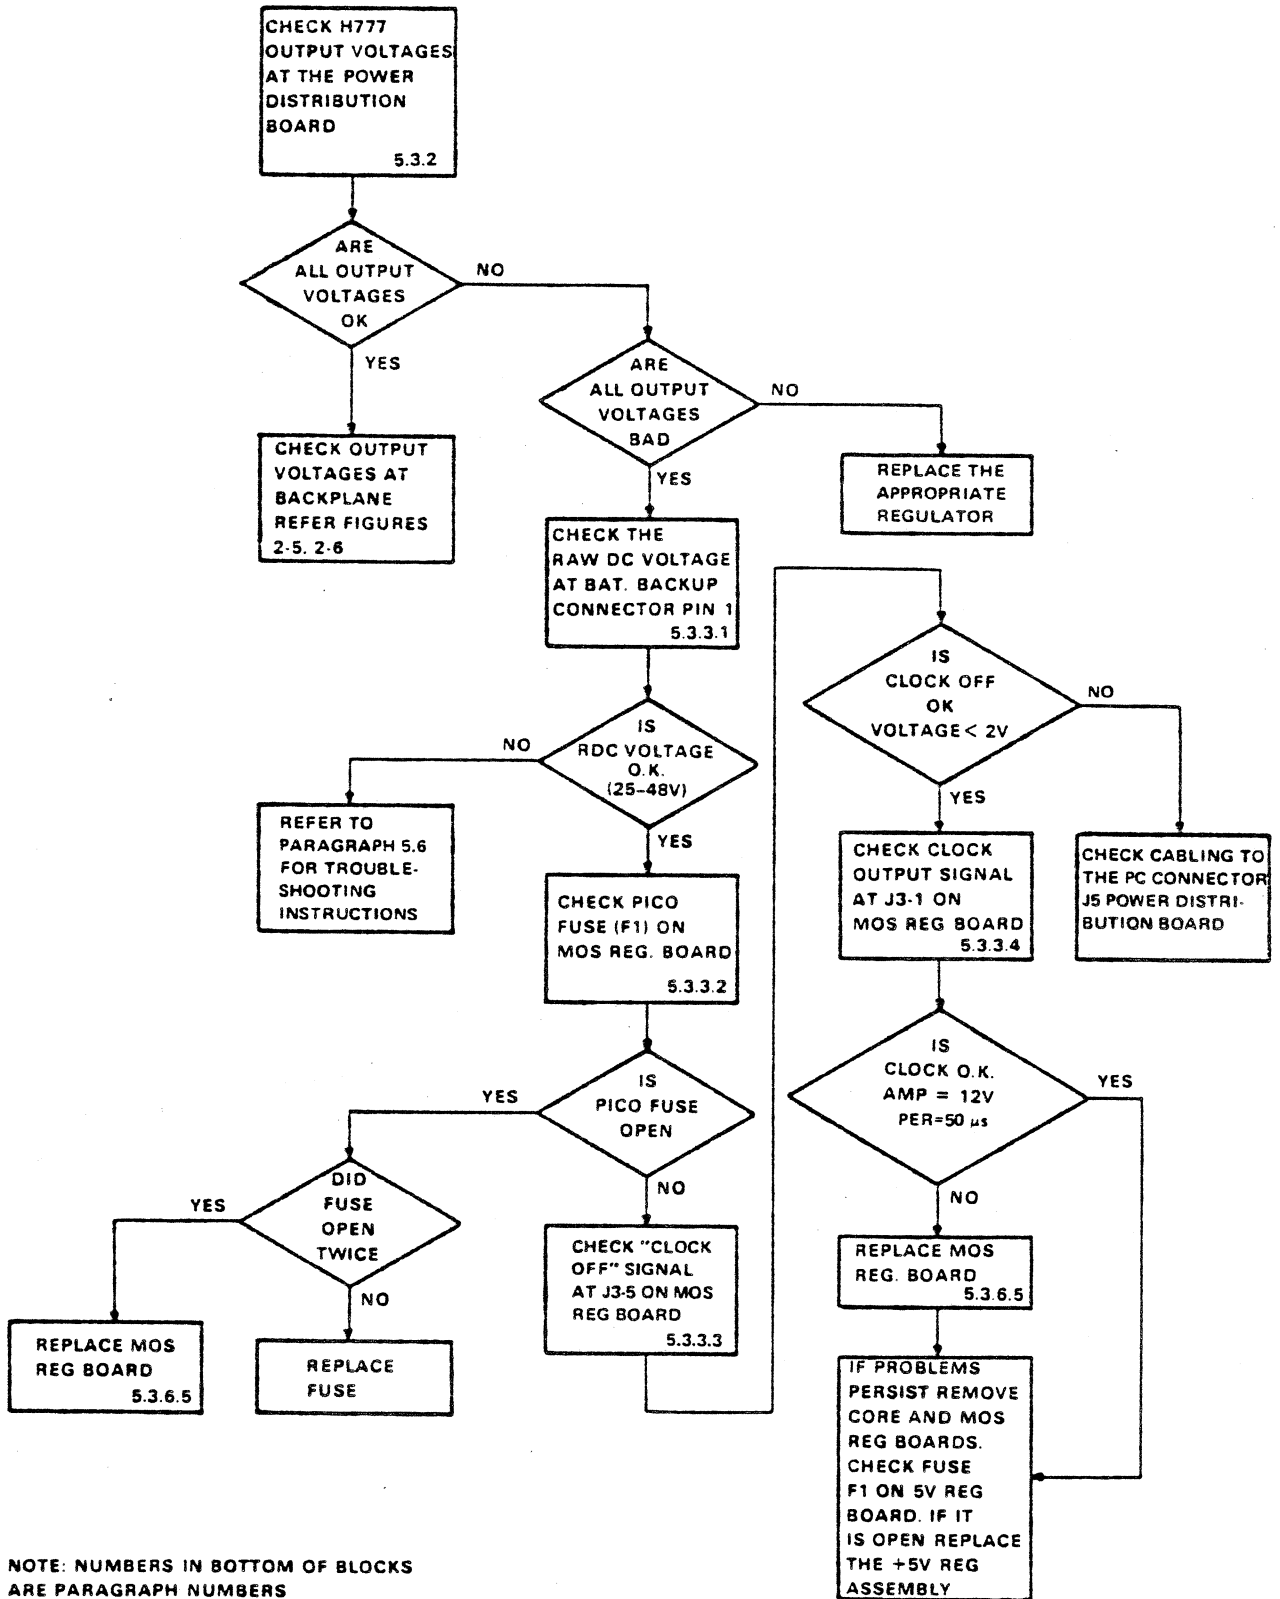 CHECK H777
OUTPUT VOLTAGES
AT THE POWER
DISTRIBUTION
BOARD
5.3.2
ARE
ALL OUTPUT
VOLTAGES
OK
NO
YES
CHECK OUTPUT
VOLTAGES AT
BACKPLANE
REFER FIGURES
2-5, 2-6
ARE
ALL OUTPUT
VOLTAGES
BAD
NO
YES
REPLACE THE
APPROPRIATE
REGULATOR
CHECK THE
RAW DC VOLTAGE
AT BAT. BACKUP
CONNECTOR PIN 1
5.3.3.1
IS
RDC VOLTAGE
O.K.
(25-48V)
NO
YES
REFER TO
PARAGRAPH 5.6
FOR TROUBLE-
SHOOTING
INSTRUCTIONS
CHECK PICO
FUSE (F1) ON
MOS REG. BOARD
5.3.3.2
IS
PICO FUSE
OPEN
YES
NO
DID
FUSE
OPEN
TWICE
YES
NO
REPLACE MOS
REG BOARD
5.3.6.5
REPLACE
FUSE
CHECK "CLOCK
OFF" SIGNAL
AT J3-5 ON MOS
REG BOARD
5.3.3.3
IS
CLOCK OFF
OK
VOLTAGE < 2V
NO
YES
CHECK CABLING TO
THE PC CONNECTOR
J5 POWER DISTRI-
BUTION BOARD
CHECK CLOCK
OUTPUT SIGNAL
AT J3-1 ON
MOS REG BOARD
5.3.3.4
IS
CLOCK O.K.
AMP = 12V
PER=50 μs
YES
NO
REPLACE MOS
REG. BOARD
5.3.6.5
IF PROBLEMS
PERSIST REMOVE
CORE AND MOS
REG BOARDS.
CHECK FUSE
F1 ON 5V REG
BOARD. IF IT
IS OPEN REPLACE
THE +5V REG
ASSEMBLY
NOTE: NUMBERS IN BOTTOM OF BLOCKS
ARE PARAGRAPH NUMBERS